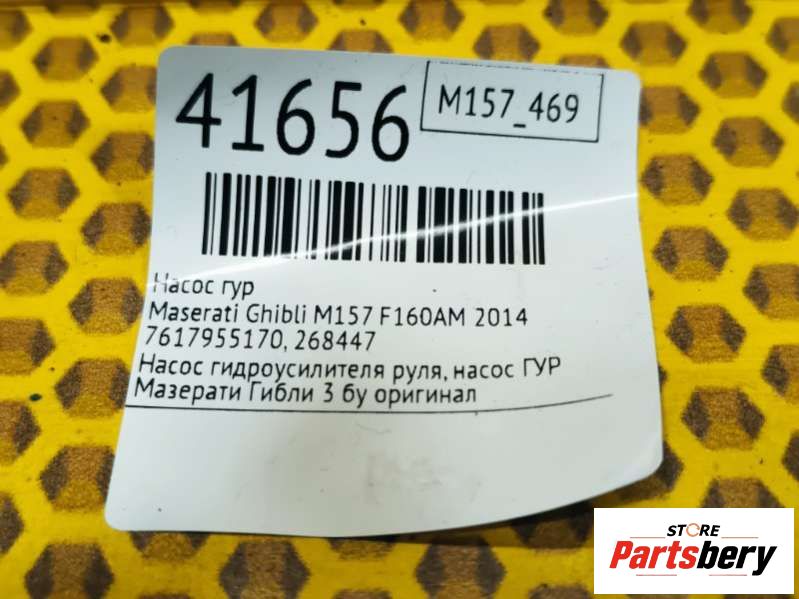 41656
M157_469
Насос гур
Maserati Ghibli M157 F160AM 2014
7617955170, 268447
Насос гидроусилителя руля, насос ГУР
Мазерати Гибли 3 бу оригинал
STORE
Partsbery